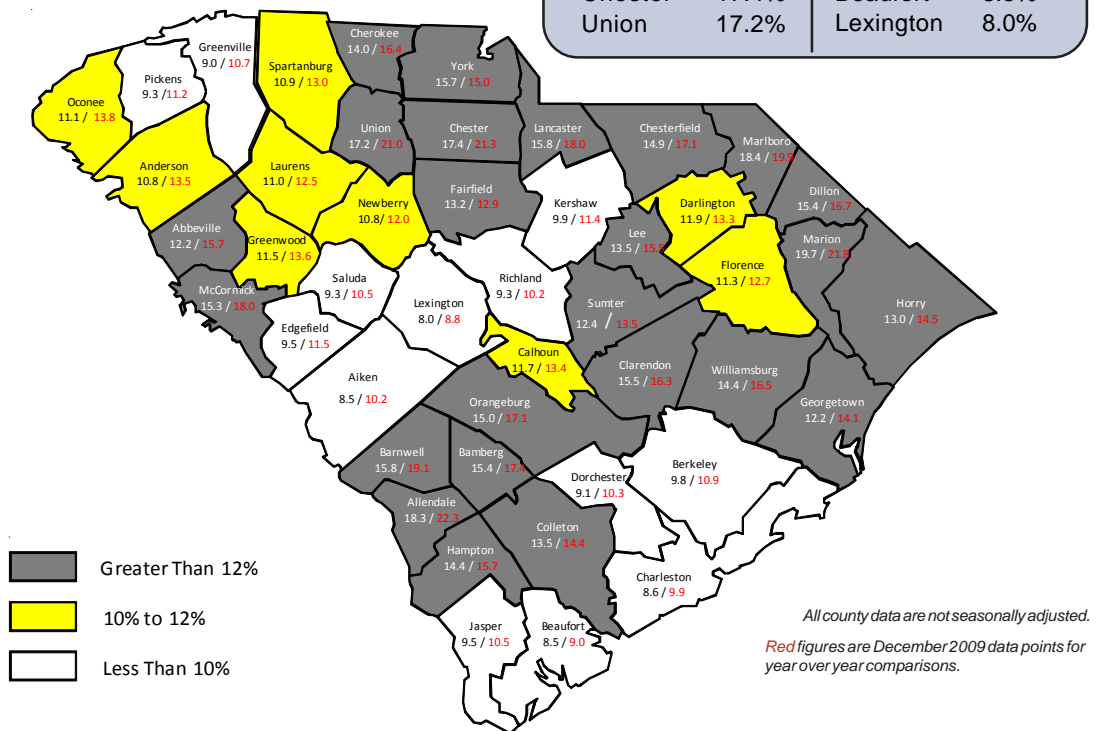 Union 17.2% Lexington 8.0%
Cherokee
14.0 / 16.4
Greenville
9.0 / 10.7
Spartanburg
10.9 / 13.0
York
15.7 / 15.0
Pickens
9.3 /11.2
Oconee
11.1 / 13.8
Union
17.2 / 21.0
Chester
17.4 / 21.3
Lancaster
15.8 / 18.0
Chesterfield
14.9 / 17.1
Marlboro
18.4 / 19.9
Anderson
10.8 / 13.5
Laurens
11.0 / 12.5
Fairfield
13.2 / 12.9
Newberry
10.8/ 12.0
Kershaw
9.9 / 11.4
Darlington
11.9 / 13.3
Dillon
15.4 / 16.7
Abbeville
12.2 / 15.7
Greenwood
11.5 / 13.6
Lee
13.5 /
Marion
19.7 / 21.8
Florence
11.3 / 12.7
Saluda
9.3 / 10.5
Richland
9.3 / 10.2
McCormick
15.3 / 18.0
Lexington
8.0 / 8.8
Sumter
12.4 / 13.5
Horry
13.0 / 14.5
Edgefield
9.5 / 11.5
Calhoun
11.7 / 13.4
Clarendon
15.5 / 16.3
Williamsburg
14.4 / 16.5
Aiken
8.5 / 10.2
Orangeburg
15.0 / 17.1
Georgetown
12.2 / 14.1
Barnwell
15.8 / 19.1
Bamberg
15.4 / 17.4
Berkeley
9.8 / 10.9
Dorchester
9.1 / 10.3
Allendale
18.3 / 22.3
Colleton
13.5 / 14.4
Hampton
14.4 / 15.7
Charleston
8.6 / 9.9
Jasper
9.5 / 10.5
Beaufort
8.5 / 9.0
Greater Than 12%
10% to 12%
Less Than 10%
All county data are not seasonally adjusted.
Red figures are December 2009 data points for
year over year comparisons.